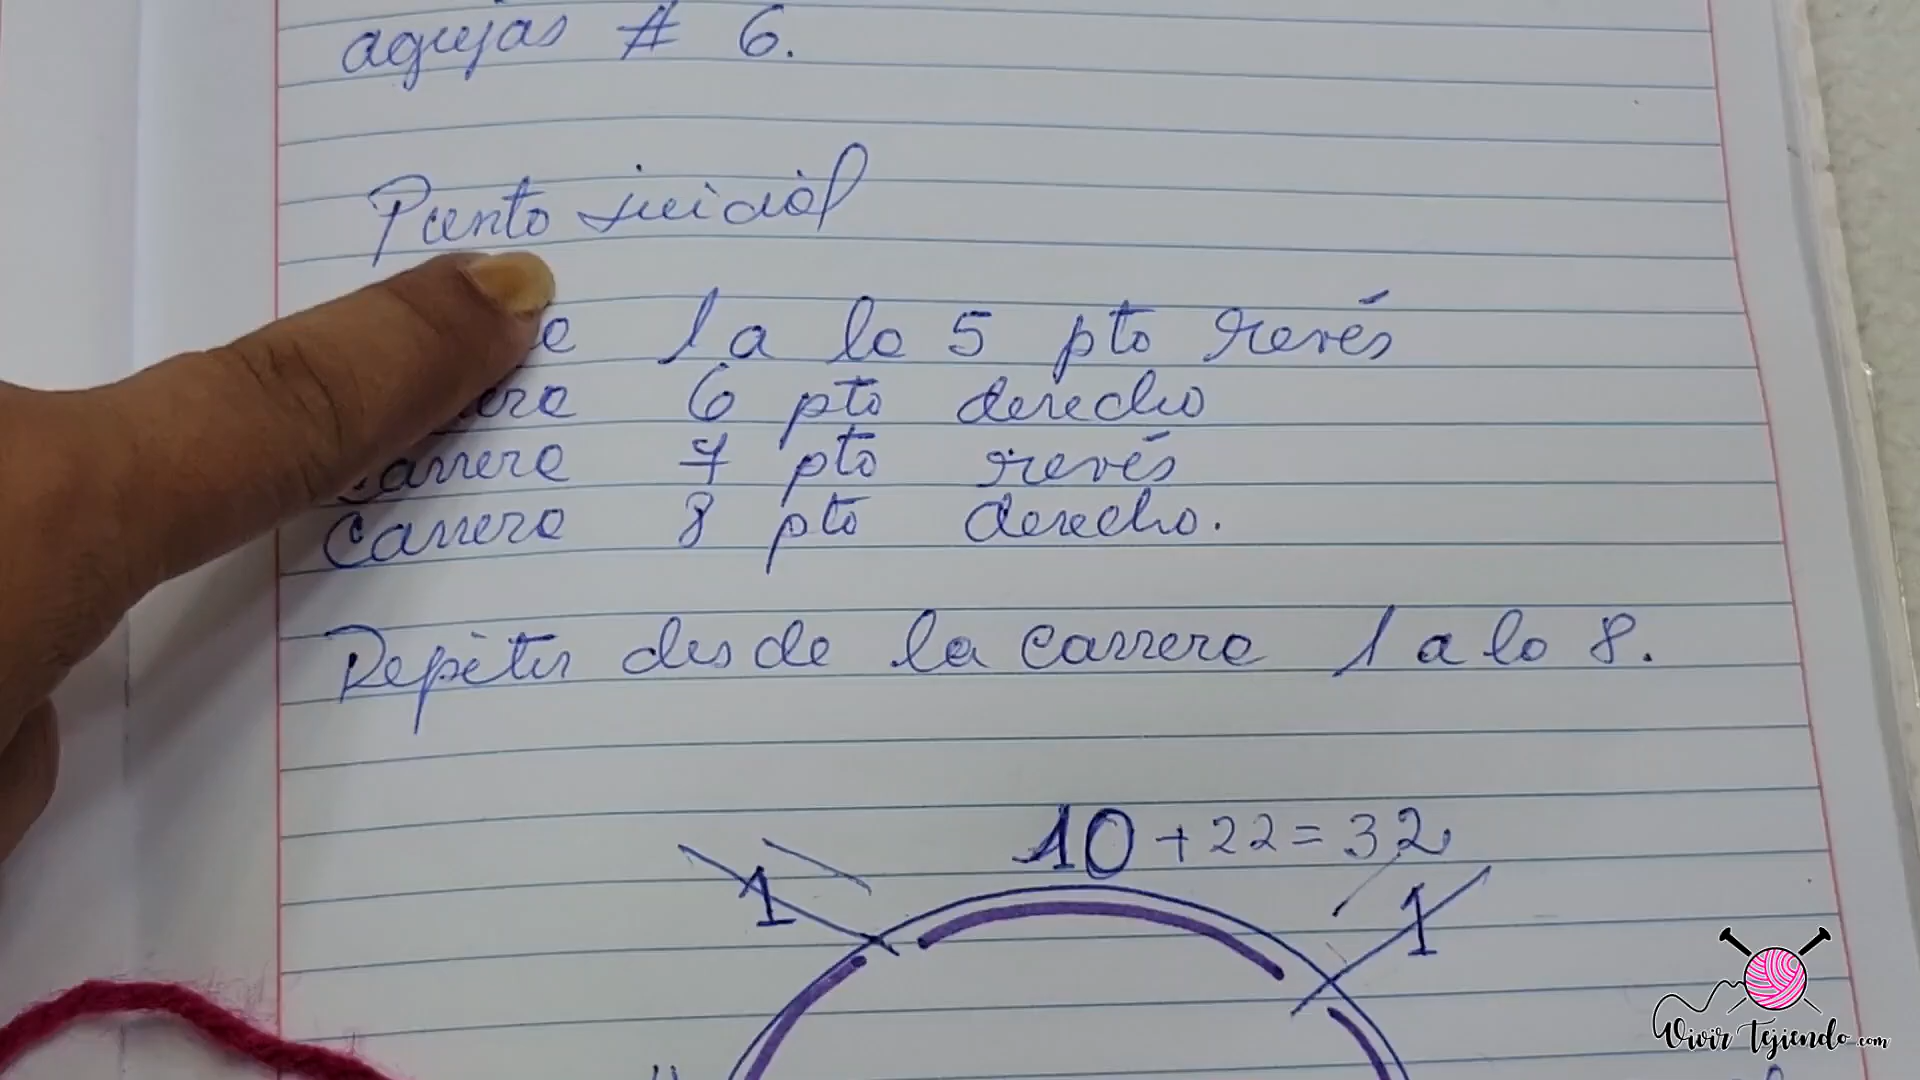 agujas # 6.
Punto inicial
1 a la 5 pto revés
6 pto derecho
Carrera 7 pto revés
Carrera 8 pto derecho.
Repetir desde la carrera 1 a la 8.
10 + 22 = 32
1 1
Vivir Tejiendo.com